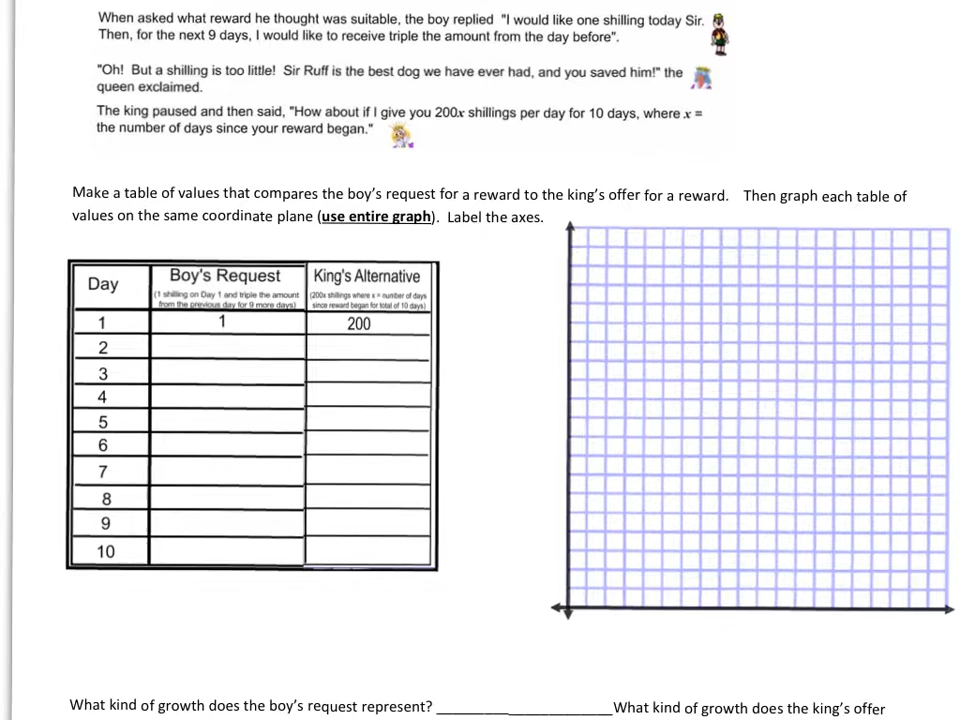 When asked what reward he thought was suitable, the boy replied "I would like one shilling today Sir.
Then, for the next 9 days, I would like to receive triple the amount from the day before".
"Oh! But a shilling is too little! Sir Ruff is the best dog we have ever had, and you saved him!" the
queen exclaimed.
The king paused and then said, "How about if I give you 200x shillings per day for 10 days, where x =
the number of days since your reward began."
Make a table of values that compares the boy's request for a reward to the king's offer for a reward. Then graph each table of
values on the same coordinate plane (use entire graph). Label the axes.
Day Boy's Request King's Alternative
(1 shilling on Day 1 and triple the amount (200x shillings where x = number of days
from the previous day for 9 more days) since reward began for total of 10 days)
1 1 200
2
3
4
5
6
7
8
9
10
What kind of growth does the boy's request represent? ______________________ What kind of growth does the king's offer